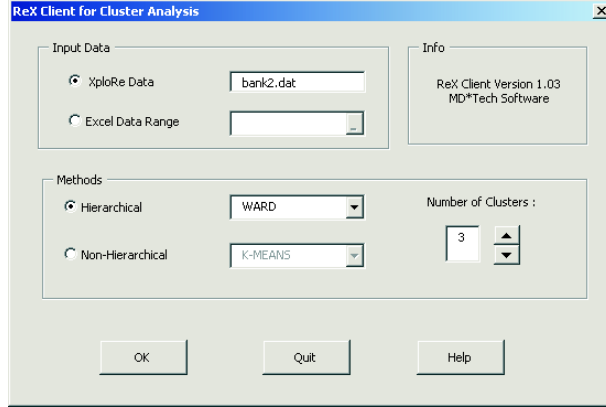 ReX Client for Cluster Analysis
Input Data
XploRe Data
bank2.dat
Excel Data Range
_
Info
ReX Client Version 1.03
MD*Tech Software
Methods
Hierarchical
WARD
Non-Hierarchical
K-MEANS
Number of Clusters :
3
OK
Quit
Help